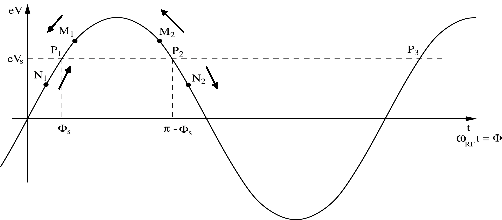 eV
M₁
M₂
P₁
P₂
P₃
eVₛ
N₁
N₂
Φₛ
π - Φₛ
t
ω_RF t = Φ